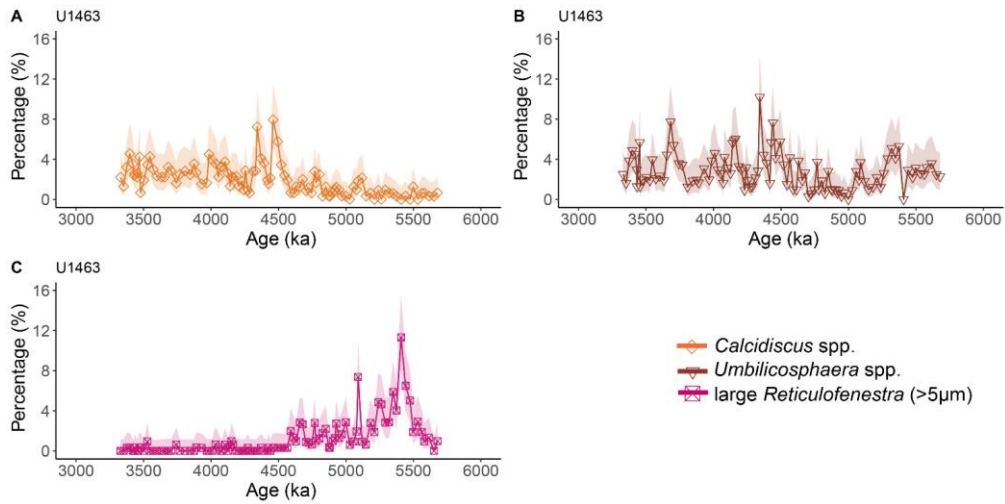 A U1463
16
12
8
4
0
Percentage (%)
3000 3500 4000 4500 5000 5500 6000
Age (ka)
B U1463
16
12
8
4
0
Percentage (%)
3000 3500 4000 4500 5000 5500 6000
Age (ka)
C U1463
16
12
8
4
0
Percentage (%)
3000 3500 4000 4500 5000 5500 6000
Age (ka)
Calcidiscus spp.
Umbilicosphaera spp.
large Reticulofenestra (>5μm)